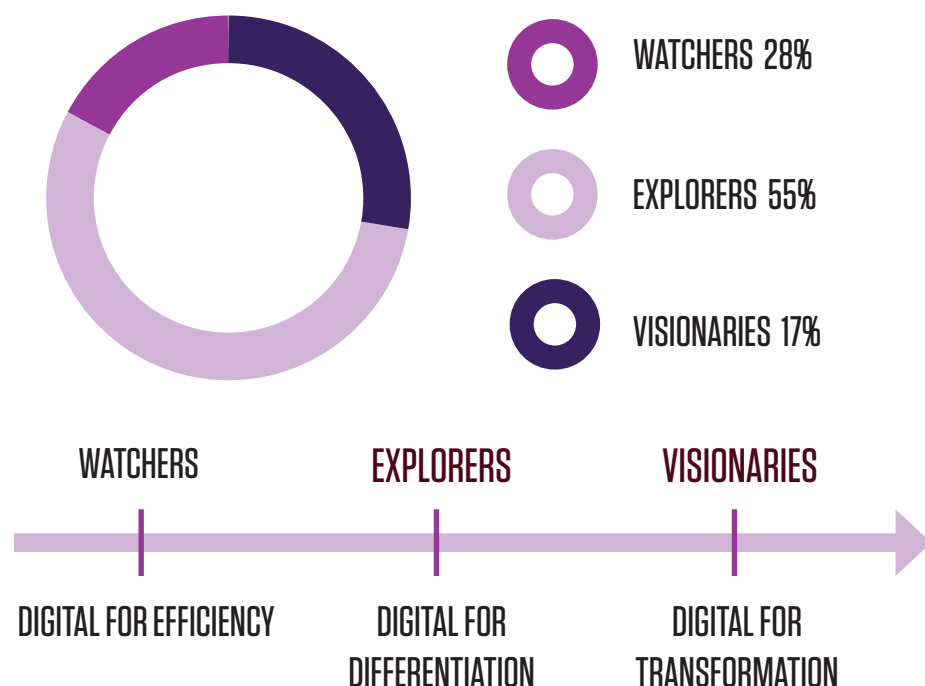 WATCHERS 28%
EXPLORERS 55%
VISIONARIES 17%
WATCHERS
EXPLORERS
VISIONARIES
DIGITAL FOR EFFICIENCY
DIGITAL FOR
DIFFERENTIATION
DIGITAL FOR
TRANSFORMATION